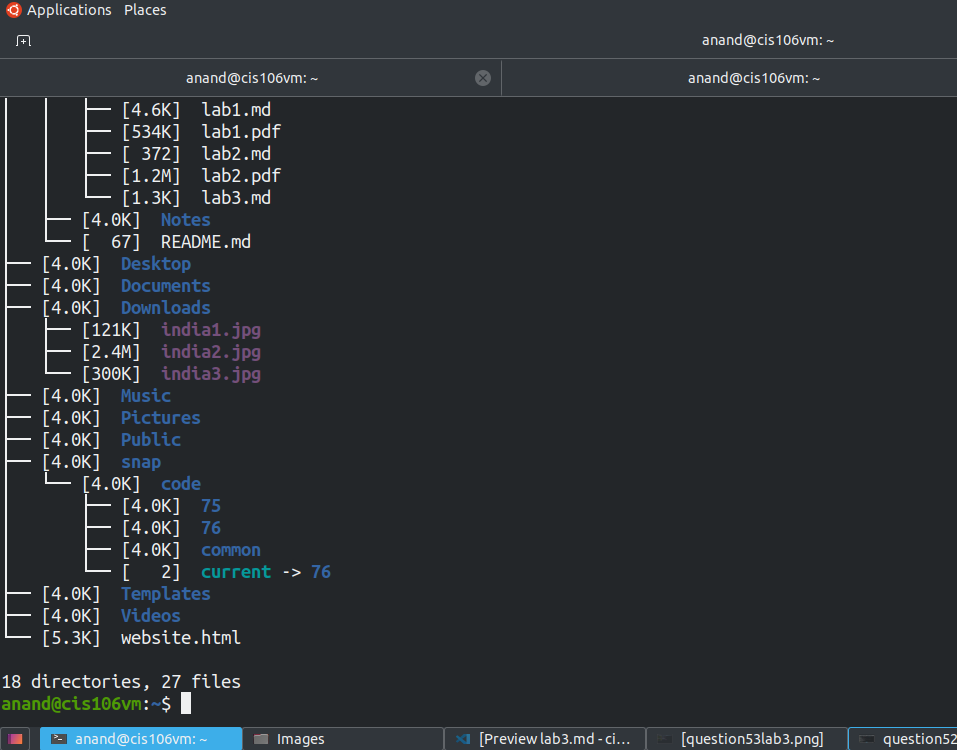 Applications Places
anand@cis106vm: ~
anand@cis106vm: ~ anand@cis106vm: ~
[4.6K] lab1.md
[534K] lab1.pdf
[ 372] lab2.md
[1.2M] lab2.pdf
[1.3K] lab3.md
[4.0K] Notes
[  67] README.md
[4.0K] Desktop
[4.0K] Documents
[4.0K] Downloads
[121K] india1.jpg
[2.4M] india2.jpg
[300K] india3.jpg
[4.0K] Music
[4.0K] Pictures
[4.0K] Public
[4.0K] snap
[4.0K] code
[4.0K] 75
[4.0K] 76
[4.0K] common
[   2] current -> 76
[4.0K] Templates
[4.0K] Videos
[5.3K] website.html
18 directories, 27 files
anand@cis106vm:~$
anand@cis106vm: ~ Images [Preview lab3.md - ci... [question53lab3.png] question52